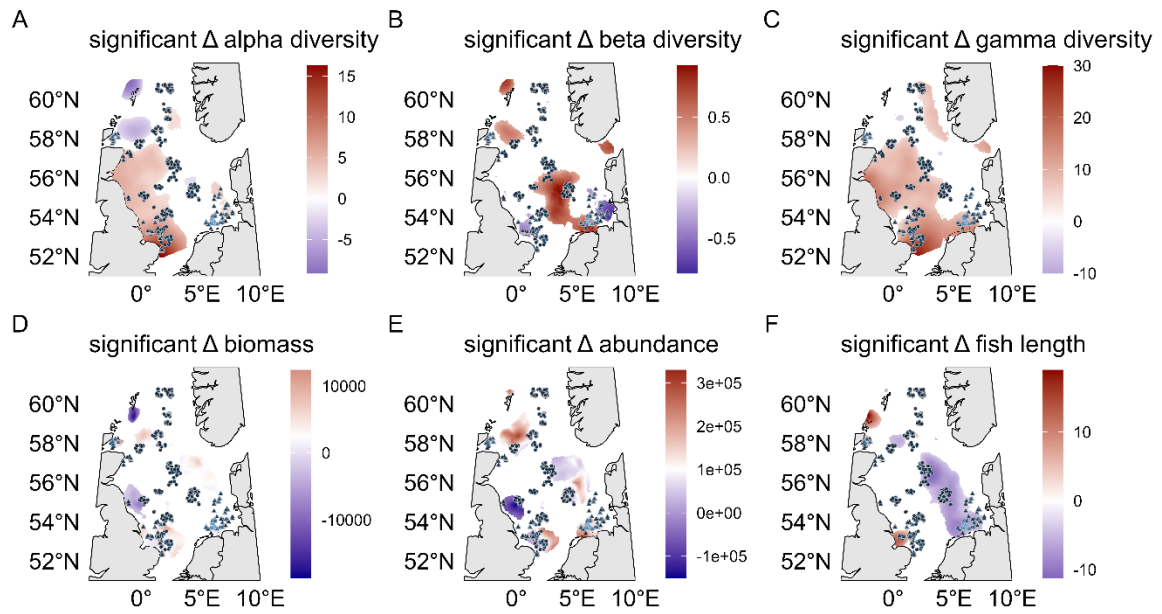 A
significant Δ alpha diversity
60°N
58°N
56°N
54°N
52°N
0°
5°E
10°E
15
10
5
0
-5
B
significant Δ beta diversity
60°N
58°N
56°N
54°N
52°N
0°
5°E
10°E
0.5
0.0
-0.5
C
significant Δ gamma diversity
60°N
58°N
56°N
54°N
52°N
0°
5°E
10°E
30
20
10
0
-10
D
significant Δ biomass
60°N
58°N
56°N
54°N
52°N
0°
5°E
10°E
10000
0
-10000
E
significant Δ abundance
60°N
58°N
56°N
54°N
52°N
0°
5°E
10°E
3e+05
2e+05
1e+05
0e+00
-1e+05
F
significant Δ fish length
60°N
58°N
56°N
54°N
52°N
0°
5°E
10°E
10
0
-10